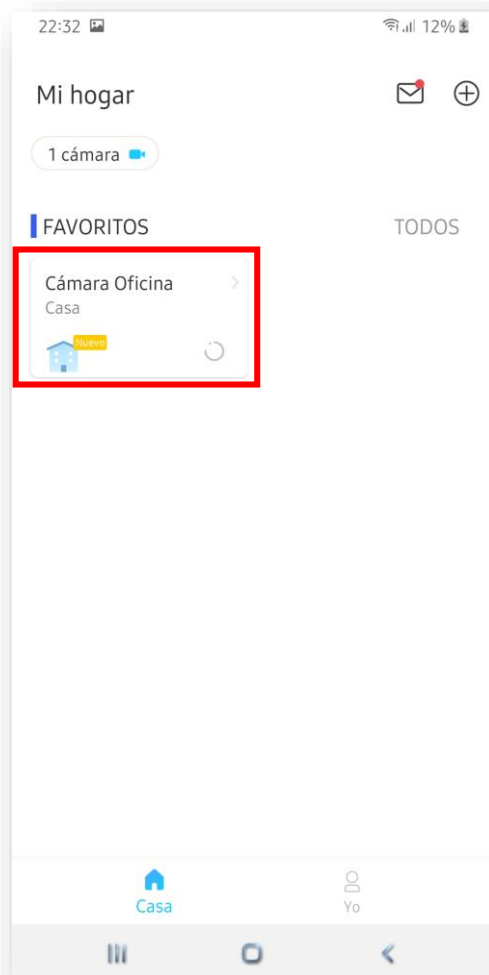 22:32 12%
Mi hogar
1 cámara
FAVORITOS TODOS
Cámara Oficina
Casa
Nuevo
Casa Yo